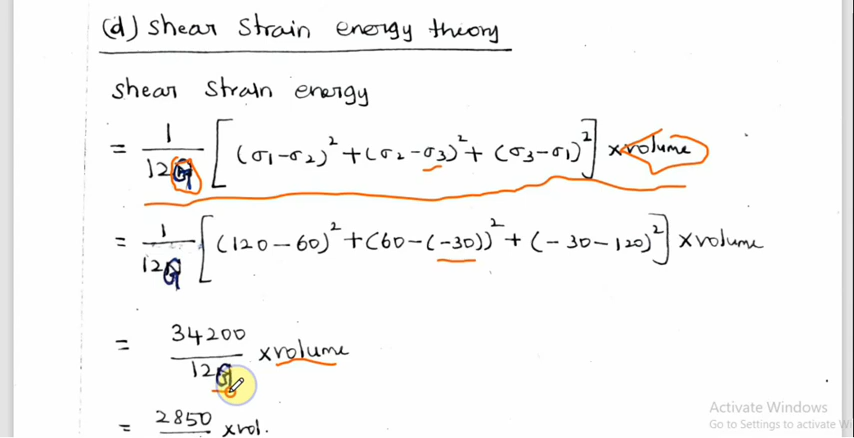 (d) Shear strain energy theory
Shear strain energy
= 1/12G [(σ1-σ2)² + (σ2-σ3)² + (σ3-σ1)²] × volume
= 1/12G [(120-60)² + (60-(-30))² + (-30-120)²] × volume
= 34200/12G × volume
= 2850 × vol.
Activate Windows
Go to Settings to activate W